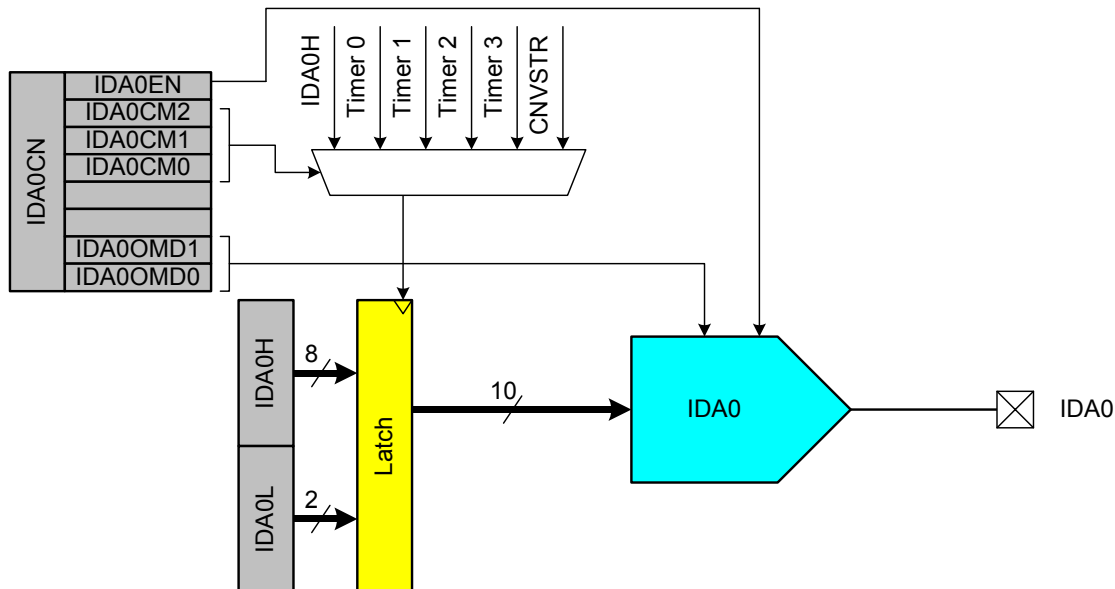 IDA0CN
IDA0EN
IDA0CM2
IDA0CM1
IDA0CM0
IDA0OMD1
IDA0OMD0
IDA0H
Timer 0
Timer 1
Timer 2
Timer 3
CNVSTR
IDA0H
IDA0L
8
2
Latch
10
IDA0
IDA0